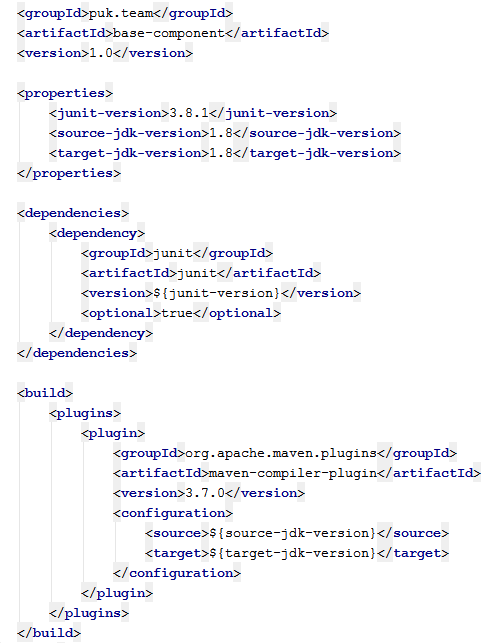 <groupId>puk.team</groupId>
<artifactId>base-component</artifactId>
<version>1.0</version>
<properties>
<junit-version>3.8.1</junit-version>
<source-jdk-version>1.8</source-jdk-version>
<target-jdk-version>1.8</target-jdk-version>
</properties>
<dependencies>
<dependency>
<groupId>junit</groupId>
<artifactId>junit</artifactId>
<version>${junit-version}</version>
<optional>true</optional>
</dependency>
</dependencies>
<build>
<plugins>
<plugin>
<groupId>org.apache.maven.plugins</groupId>
<artifactId>maven-compiler-plugin</artifactId>
<version>3.7.0</version>
<configuration>
<source>${source-jdk-version}</source>
<target>${target-jdk-version}</target>
</configuration>
</plugin>
</plugins>
</build>